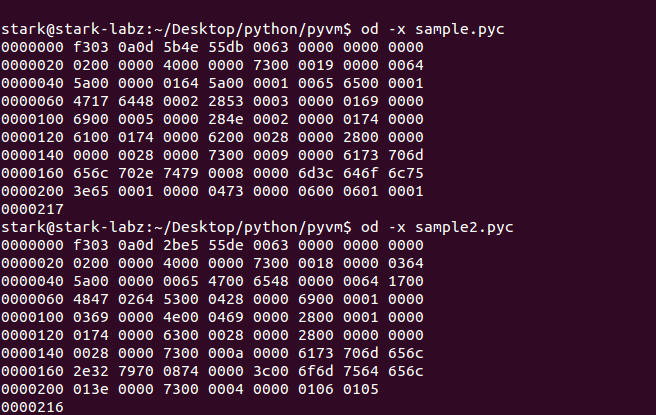 stark@stark-labz:~/Desktop/python/pyvm$ od -x sample.pyc
0000000 f303 0a0d 5b4e 55db 0063 0000 0000 0000
0000020 0200 0000 4000 0000 7300 0019 0000 0064
0000040 5a00 0000 0164 5a00 0001 0065 6500 0001
0000060 4717 6448 0002 2853 0003 0000 0169 0000
0000100 6900 0005 0000 284e 0002 0000 0174 0000
0000120 6100 0174 0000 6200 0028 0000 2800 0000
0000140 0000 0028 0000 7300 0009 0000 6173 706d
0000160 656c 702e 7479 0008 0000 6d3c 646f 6c75
0000200 3e65 0001 0000 0473 0000 0600 0601 0001
0000217
stark@stark-labz:~/Desktop/python/pyvm$ od -x sample2.pyc
0000000 f303 0a0d 2be5 55de 0063 0000 0000 0000
0000020 0200 0000 4000 0000 7300 0018 0000 0364
0000040 5a00 0000 0065 4700 6548 0000 0064 1700
0000060 4847 0264 5300 0428 0000 6900 0001 0000
0000100 0369 0000 4e00 0469 0000 2800 0001 0000
0000120 0174 0000 6300 0028 0000 2800 0000 0000
0000140 0028 0000 7300 000a 0000 6173 706d 656c
0000160 2e32 7970 0874 0000 3c00 6f6d 7564 656c
0000200 013e 0000 7300 0004 0000 0106 0105
0000216